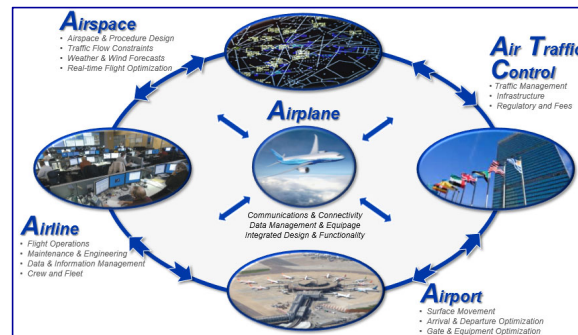 Airspace
• Airspace & Procedure Design
• Traffic Flow Constraints
• Weather & Wind Forecasts
• Real-time Flight Optimization
Air Traffic
Control
• Traffic Management
• Infrastructure
• Regulatory and Fees
Airplane
Communications & Connectivity
Data Management & Equipage
Integrated Design & Functionality
Airline
• Flight Operations
• Maintenance & Engineering
• Data & Information Management
• Crew and Fleet
Airport
• Surface Movement
• Arrival & Departure Optimization
• Gate & Equipment Optimization